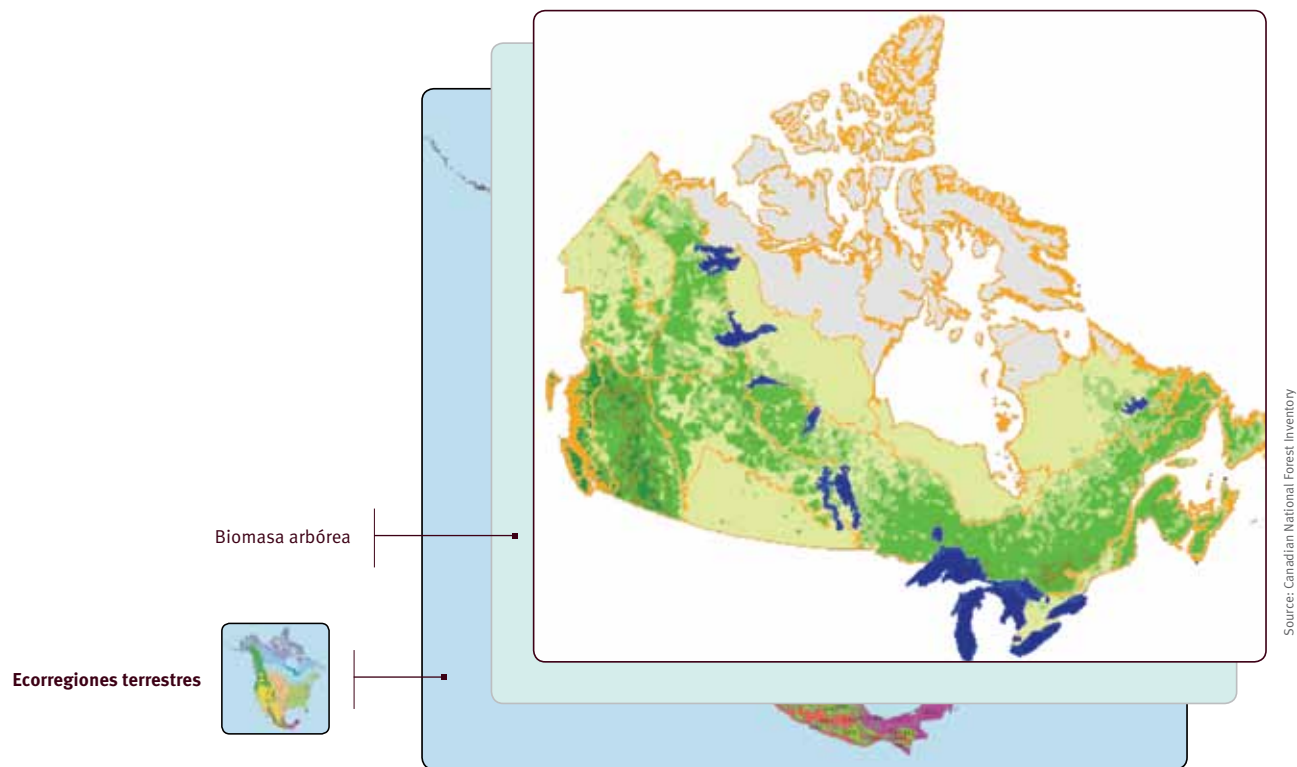 Biomasa arbórea
Ecorregiones terrestres
Source: Canadian National Forest Inventory